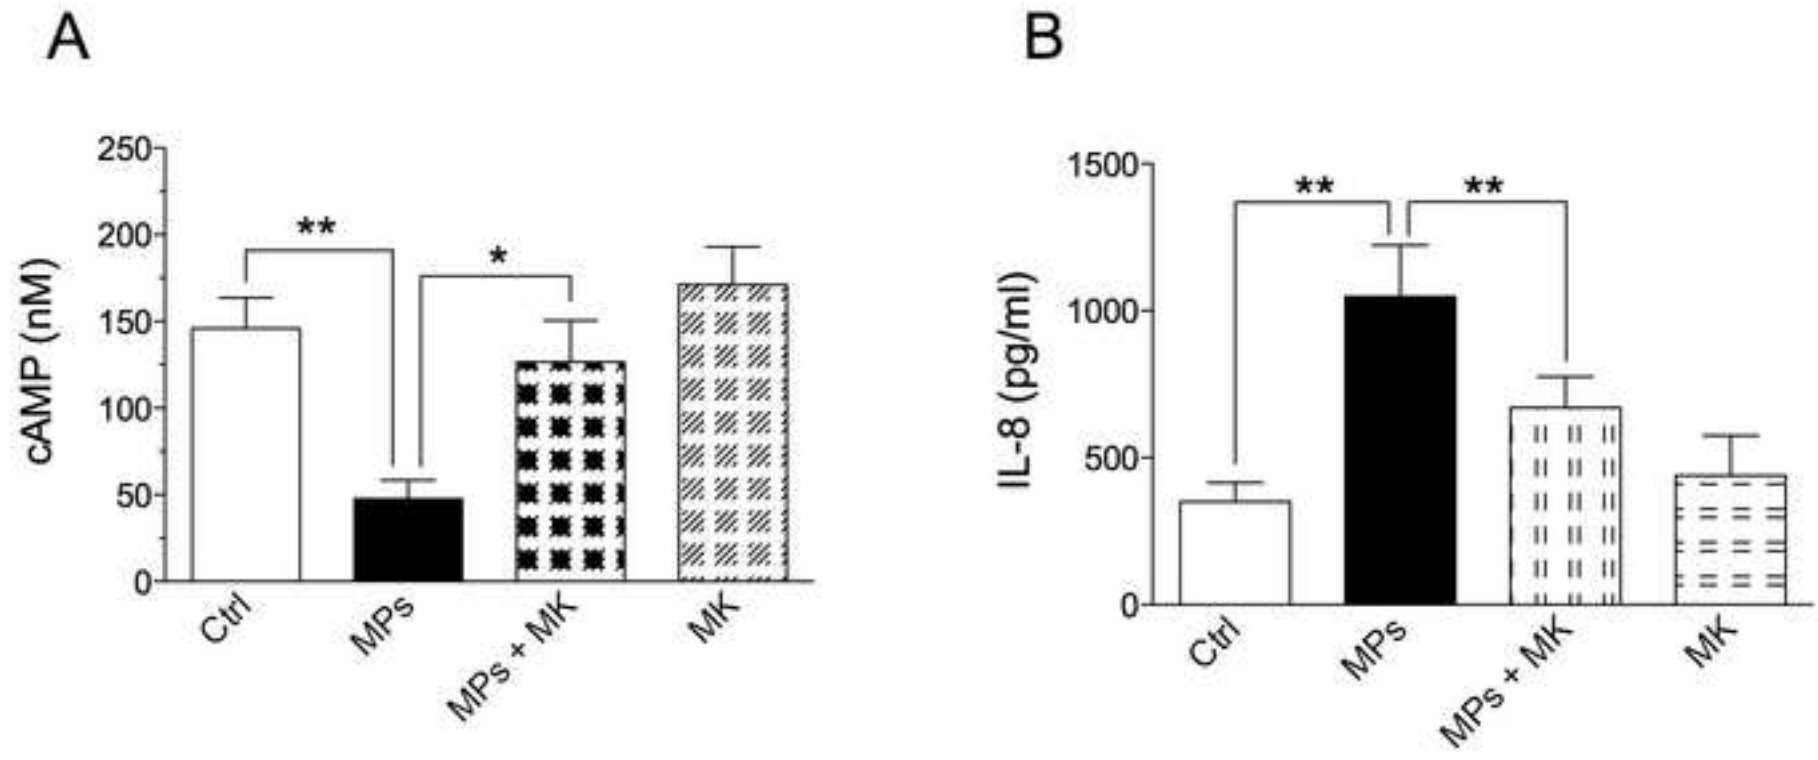 A
cAMP (nM)
250
200
150
100
50
0
**
*
Ctrl
MPs
MPs + MK
MK
B
IL-8 (pg/ml)
1500
1000
500
0
**
**
Ctrl
MPs
MPs + MK
MK